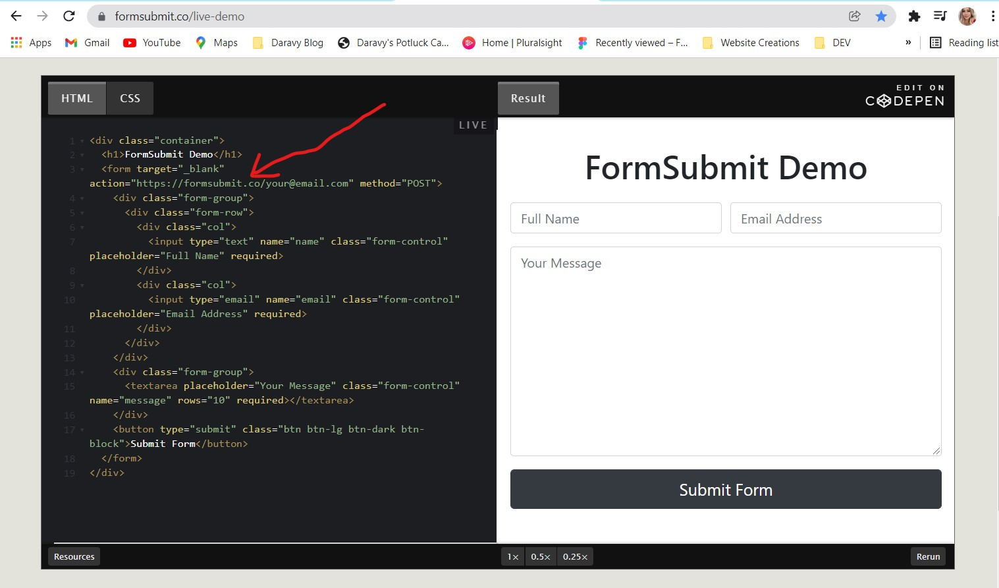 formsubmit.co/live-demo
Apps Gmail YouTube Maps Daravy Blog Daravy's Potluck Ca... Home | Pluralsight Recently viewed – F... Website Creations DEV » Reading list
HTML CSS
Result
EDIT ON
CODEPEN
LIVE
1 <div class="container">
2 <h1>FormSubmit Demo</h1>
3 <form target="_blank"
action="https://formsubmit.co/your@email.com" method="POST">
4 <div class="form-group">
5 <div class="form-row">
6 <div class="col">
7 <input type="text" name="name" class="form-control"
placeholder="Full Name" required>
8 </div>
9 <div class="col">
10 <input type="email" name="email" class="form-control"
placeholder="Email Address" required>
11 </div>
12 </div>
13 </div>
14 <div class="form-group">
15 <textarea placeholder="Your Message" class="form-control"
name="message" rows="10" required></textarea>
16 </div>
17 <button type="submit" class="btn btn-lg btn-dark btn-
block">Submit Form</button>
18 </form>
19 </div>
FormSubmit Demo
Full Name Email Address
Your Message
Submit Form
Resources
1× 0.5× 0.25×
Rerun